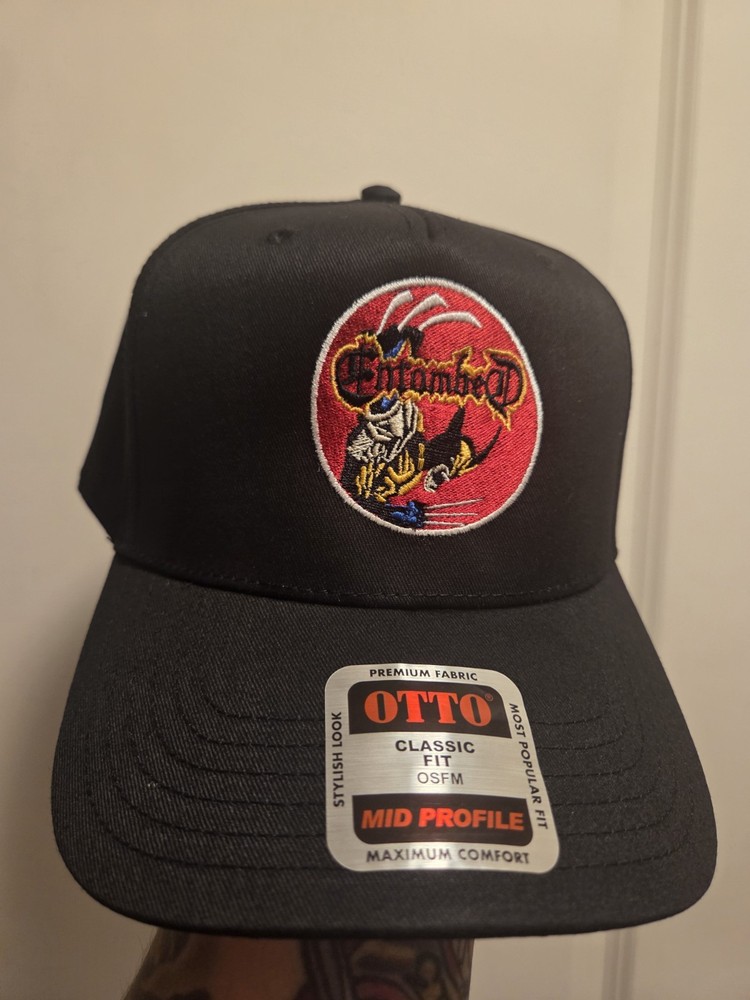 EntombeD
PREMIUM FABRIC
OTTO®
CLASSIC
FIT
OSFM
MID PROFILE
MAXIMUM COMFORT
STYLISH LOOK
MOST POPULAR FIT